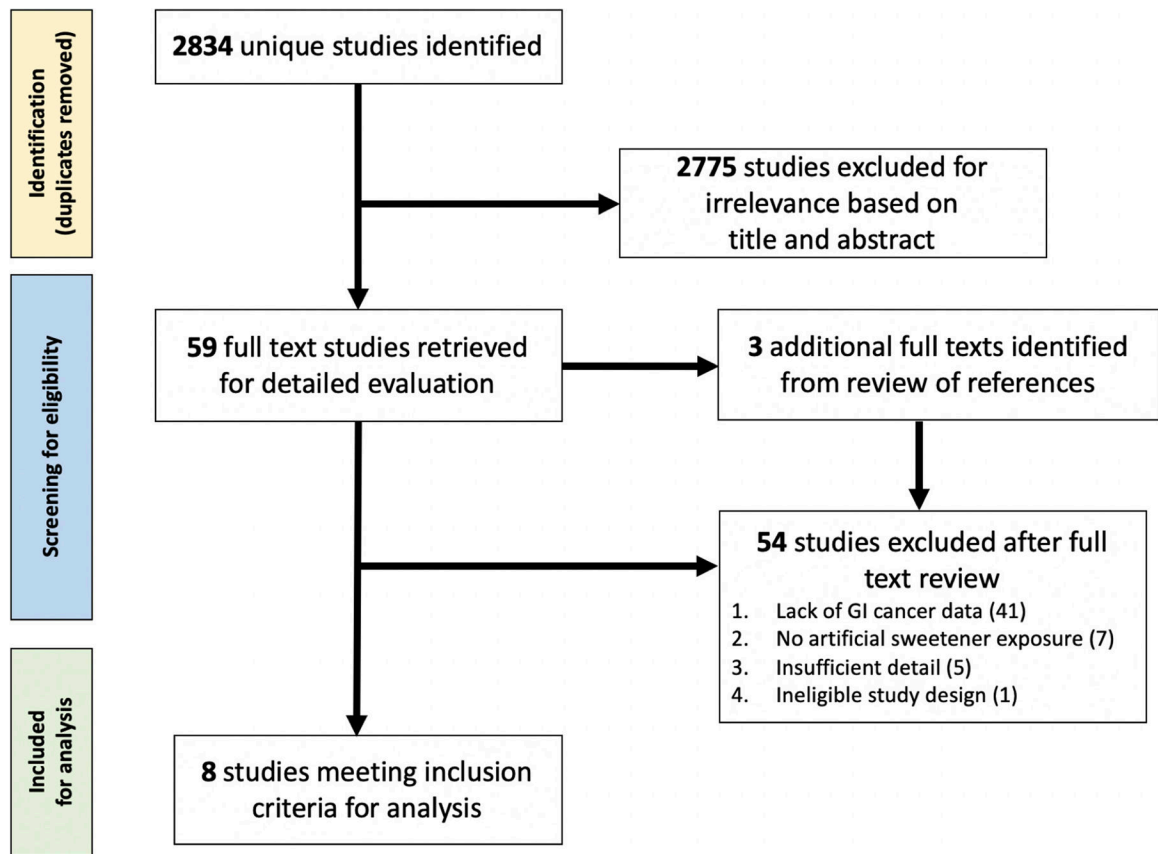 Identification
(duplicates removed)
2834 unique studies identified
2775 studies excluded for
irrelevance based on
title and abstract
Screening for eligibility
59 full text studies retrieved
for detailed evaluation
3 additional full texts identified
from review of references
54 studies excluded after full
text review
1. Lack of GI cancer data (41)
2. No artificial sweetener exposure (7)
3. Insufficient detail (5)
4. Ineligible study design (1)
Included
for analysis
8 studies meeting inclusion
criteria for analysis